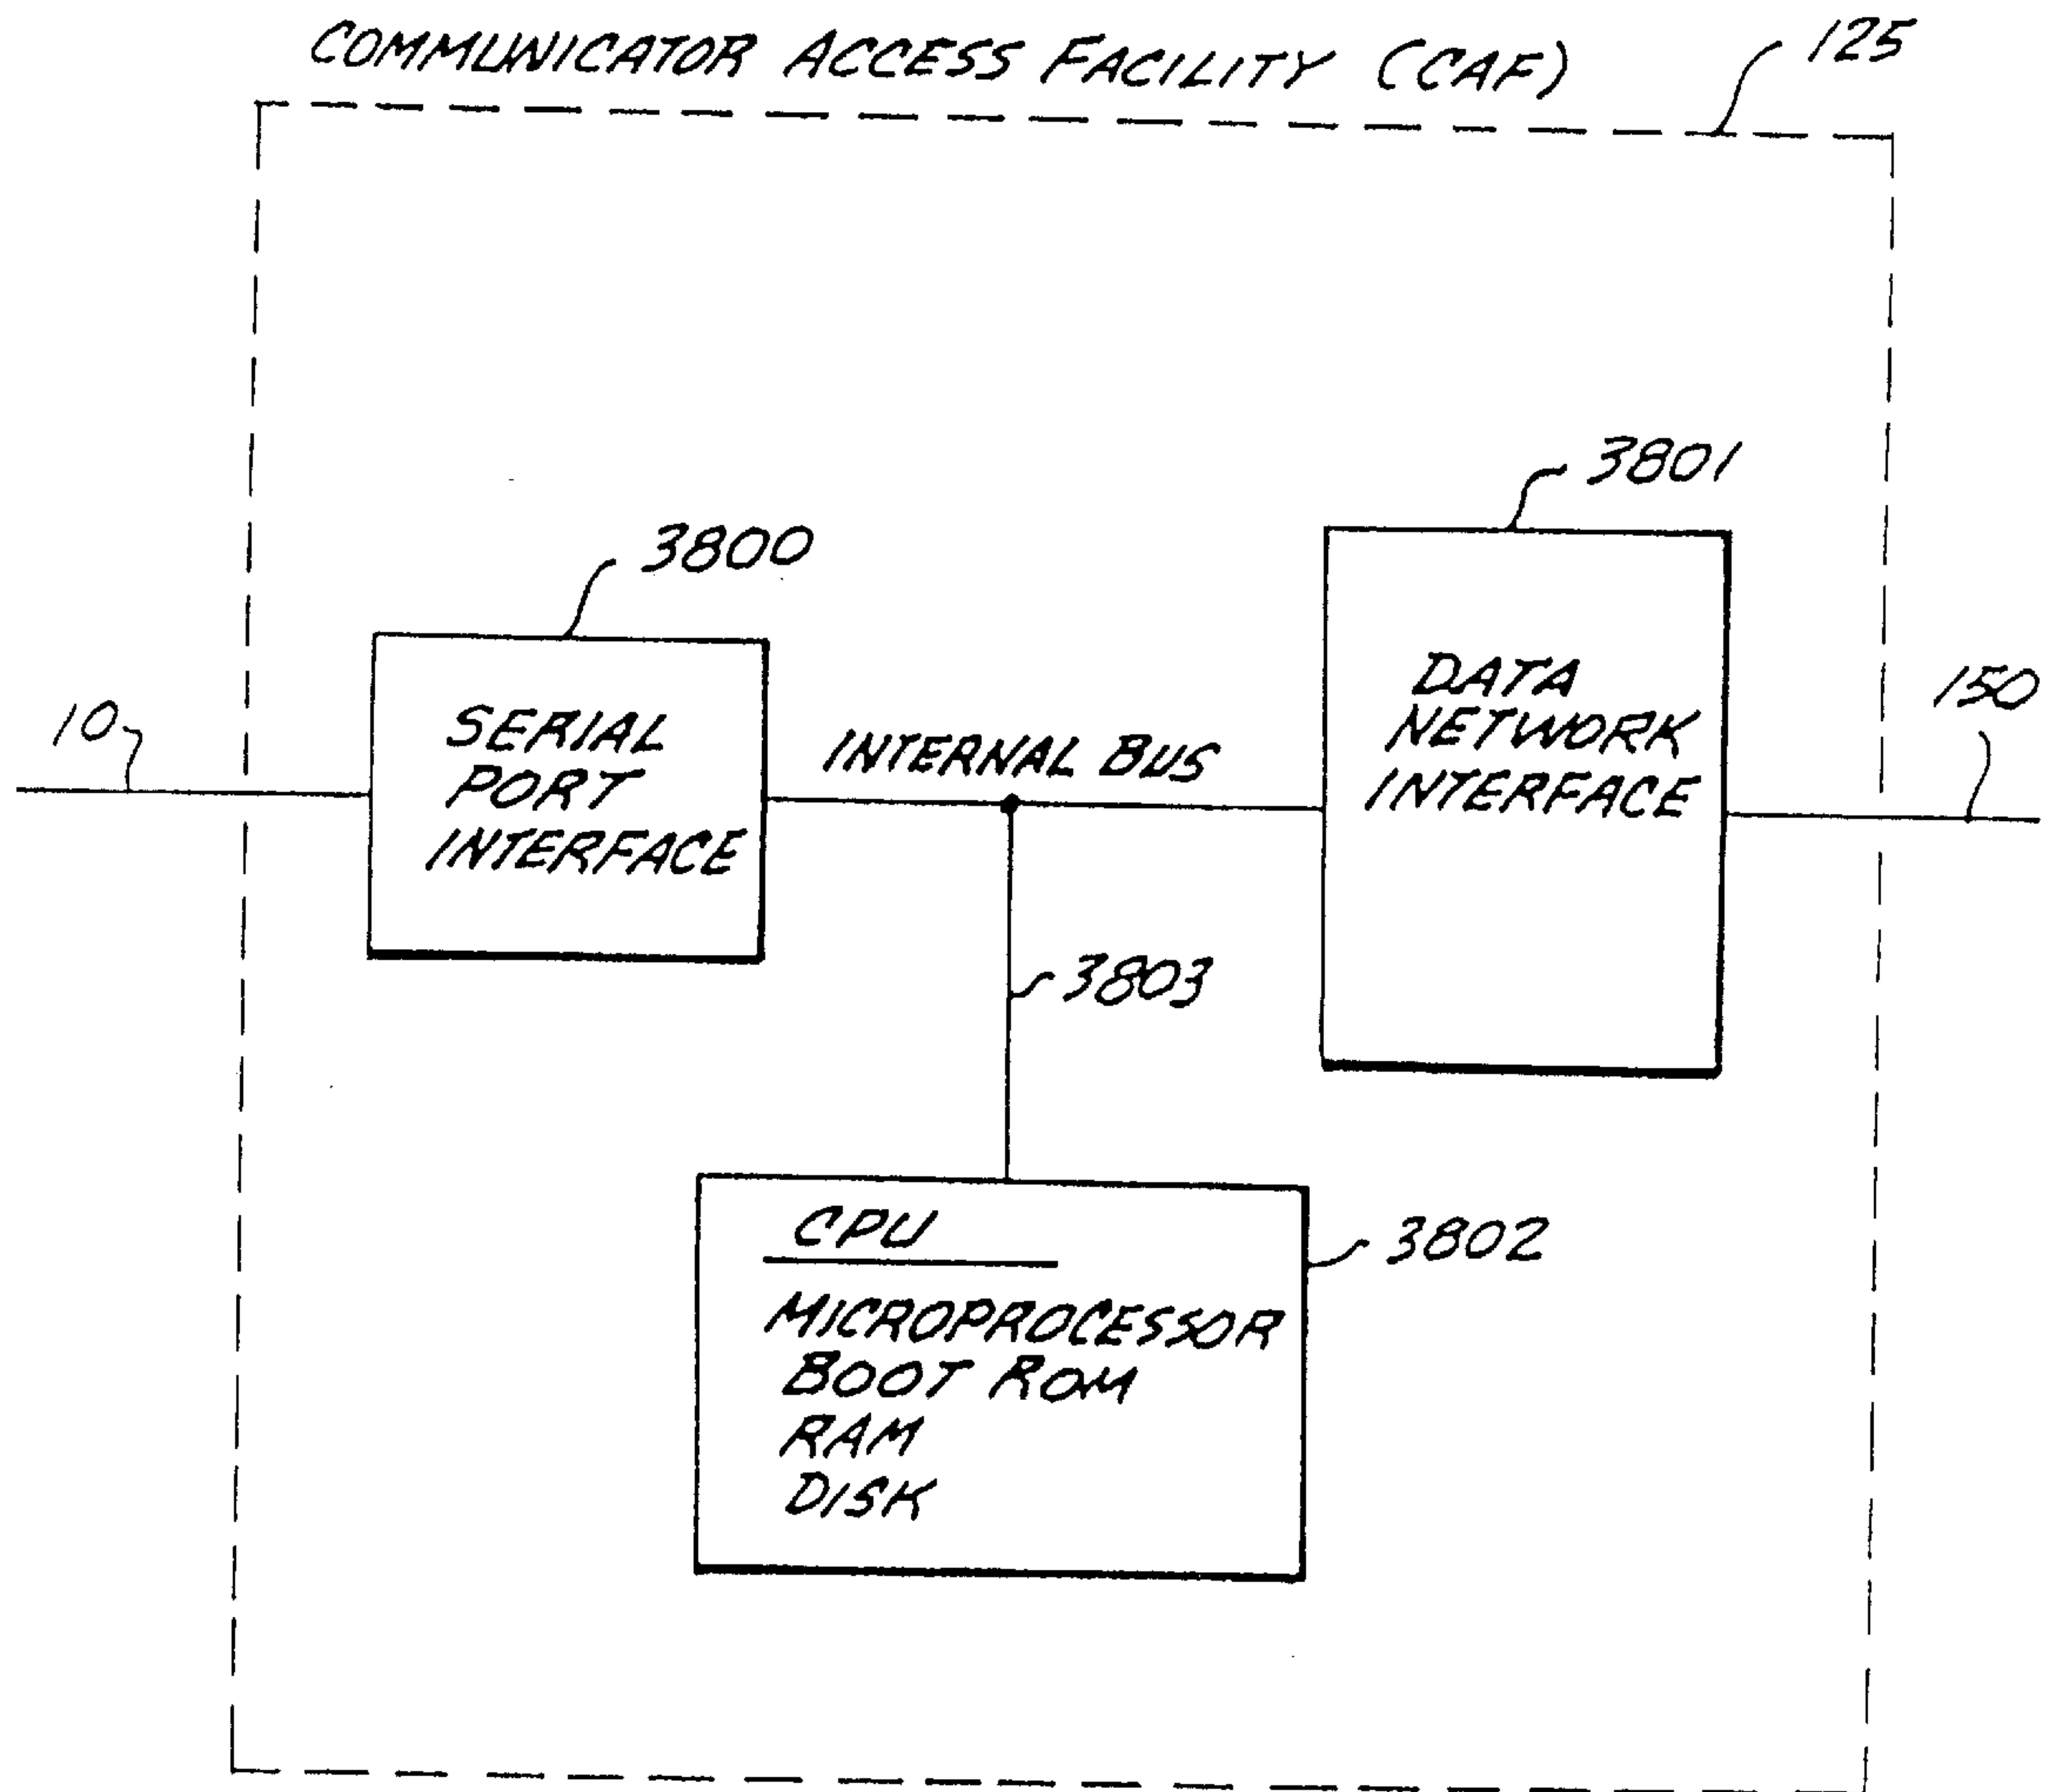 COMMUNICATOR ACCESS FACILITY (CAF)
125
3801
3800
10
SERIAL
PORT
INTERFACE
INTERNAL BUS
DATA
NETWORK
INTERFACE
150
3803
CPU
3802
MICROPROCESSOR
BOOT ROM
RAM
DISK